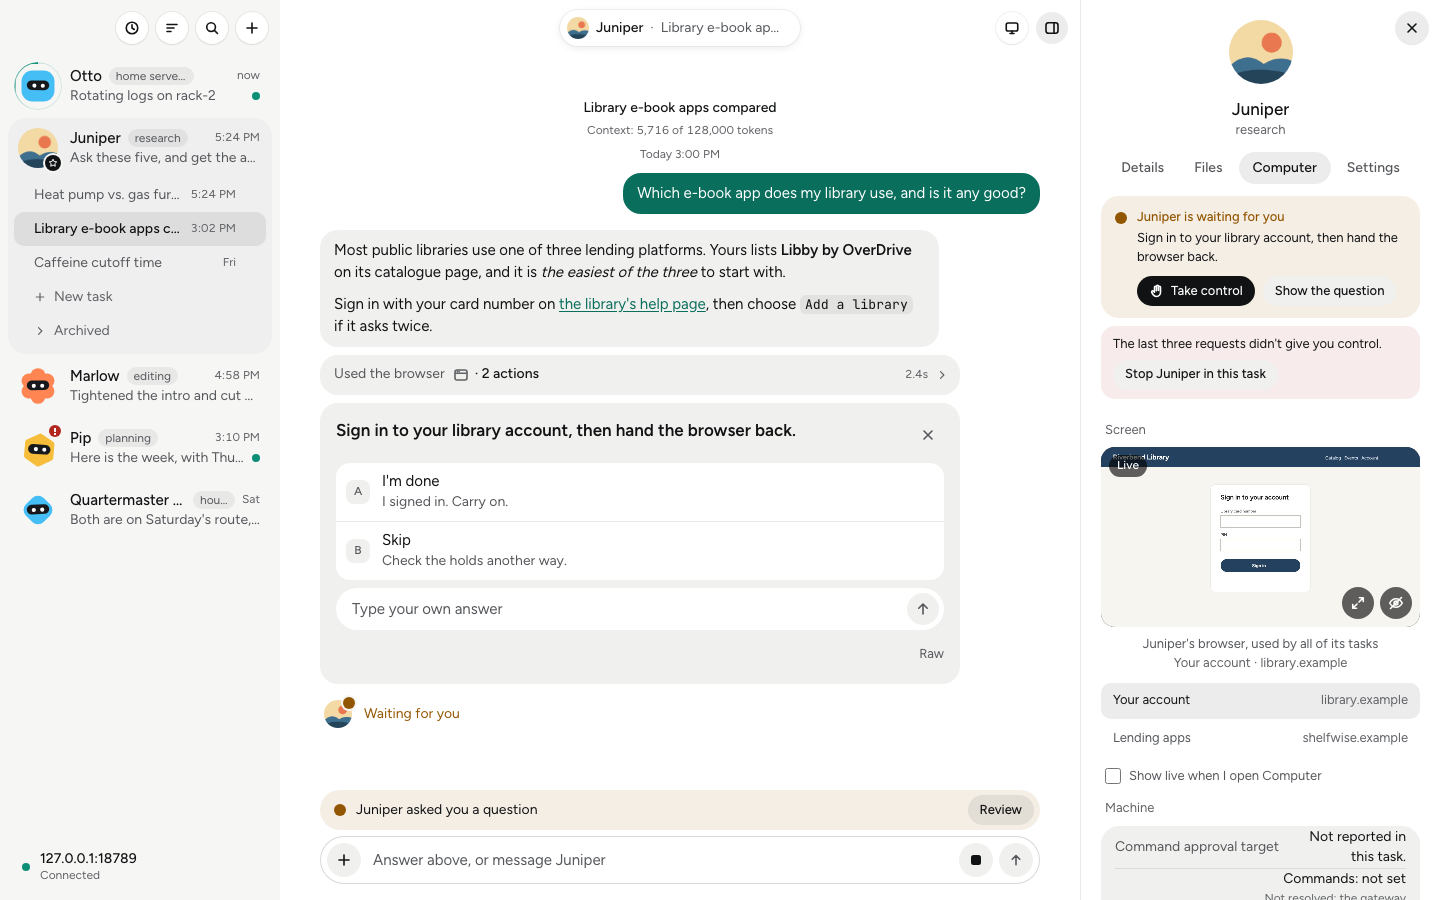 Otto
home serve...
now
Rotating logs on rack-2
Juniper
research
5:24 PM
Ask these five, and get the a...
Heat pump vs. gas fur...
5:24 PM
Library e-book apps c...
3:02 PM
Caffeine cutoff time
Fri
New task
Archived
Marlow
editing
4:58 PM
Tightened the intro and cut ...
Pip
planning
3:10 PM
Here is the week, with Thu...
Quartermaster ...
hou...
Sat
Both are on Saturday's route,...
127.0.0.1:18789
Connected
Juniper · Library e-book ap...
Library e-book apps compared
Context: 5,716 of 128,000 tokens
Today 3:00 PM
Which e-book app does my library use, and is it any good?
Most public libraries use one of three lending platforms. Yours lists Libby by OverDrive
on its catalogue page, and it is the easiest of the three to start with.
Sign in with your card number on the library's help page, then choose Add a library
if it asks twice.
Used the browser · 2 actions
2.4s
Sign in to your library account, then hand the browser back.
A
I'm done
I signed in. Carry on.
B
Skip
Check the holds another way.
Type your own answer
Raw
Waiting for you
Juniper asked you a question
Review
Answer above, or message Juniper
Juniper
research
Details
Files
Computer
Settings
Juniper is waiting for you
Sign in to your library account, then hand the
browser back.
Take control
Show the question
The last three requests didn't give you control.
Stop Juniper in this task
Screen
Library
Catalog Events Account
Live
Sign in to your account
Library card number
PIN
Sign in
Juniper's browser, used by all of its tasks
Your account · library.example
Your account
library.example
Lending apps
shelfwise.example
Show live when I open Computer
Machine
Command approval target
Not reported in
this task.
Commands: not set
Not resolved: the gateway